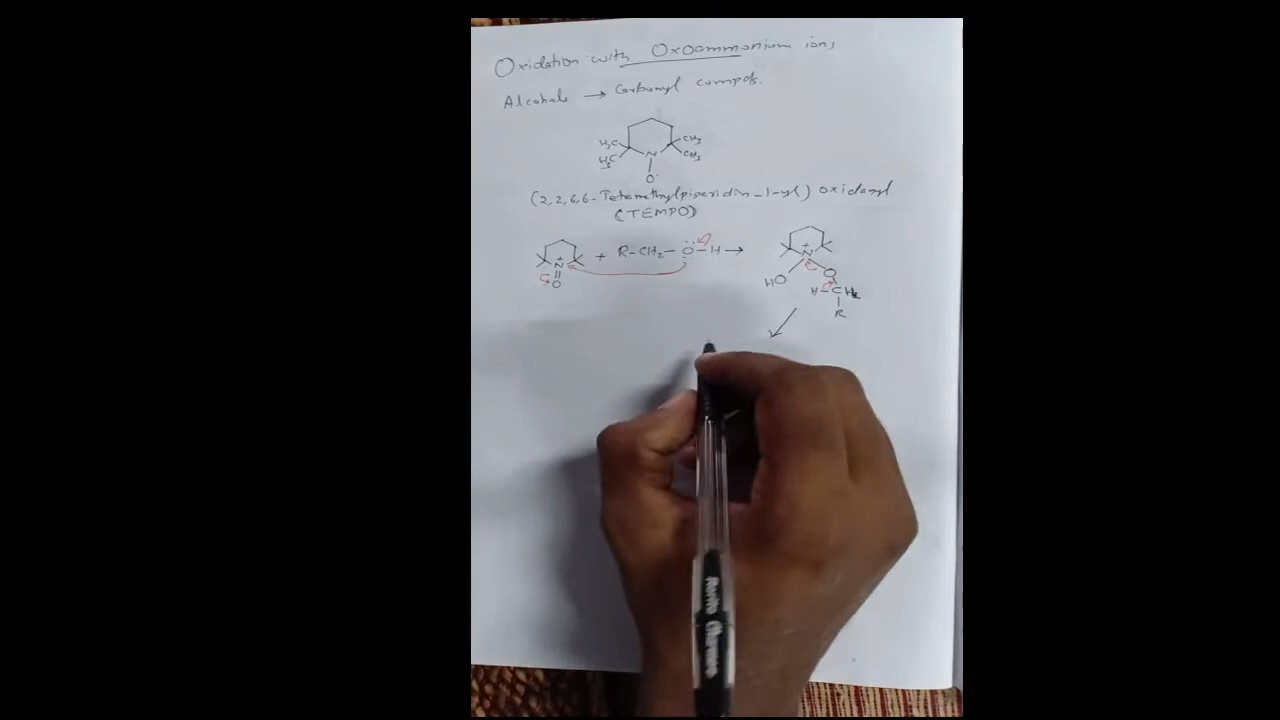 Oxidation with Oxoammonium ions
Alcohols → Carbonyl compds.
H₃C CH₃
H₃C N CH₃
O·
(2,2,6,6-Tetramethylpiperidin-1-yl) oxidanyl
(TEMPO)
N⁺ + R-CH₂-O-H →
O
N⁺
HO O
H-C H
R